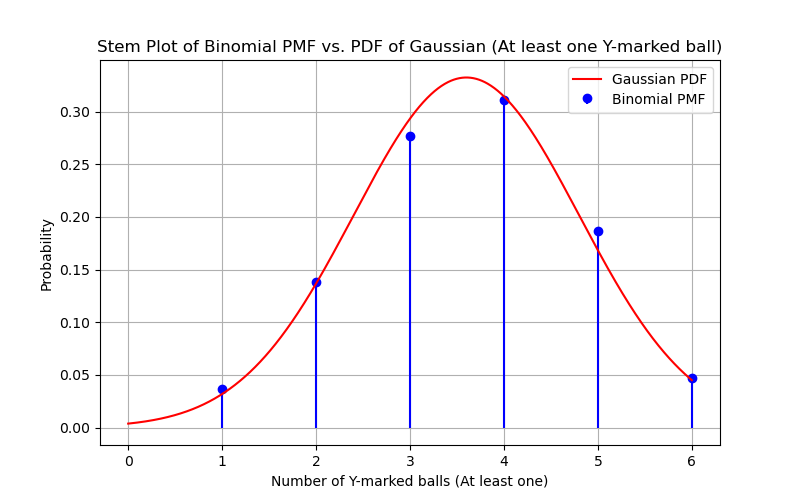 Stem Plot of Binomial PMF vs. PDF of Gaussian (At least one Y-marked ball)
Gaussian PDF
Binomial PMF
0.30
0.25
0.20
0.15
0.10
0.05
0.00
Probability
0 1 2 3 4 5 6
Number of Y-marked balls (At least one)